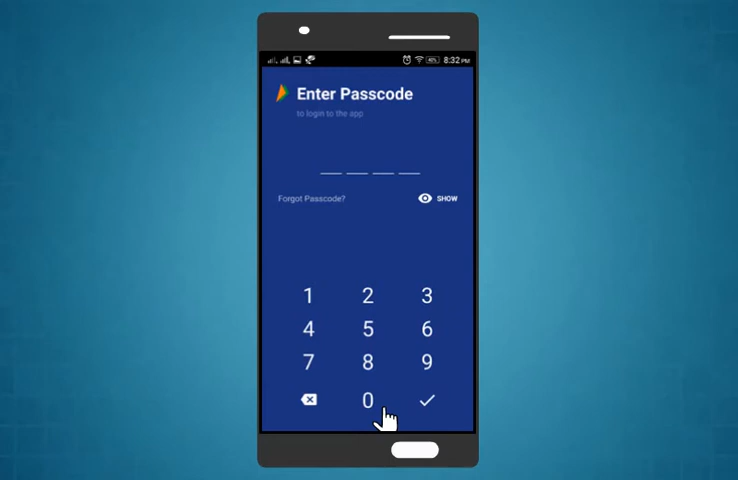 8:32 PM
Enter Passcode
to login to the app
Forgot Passcode?
SHOW
1 2 3
4 5 6
7 8 9
0